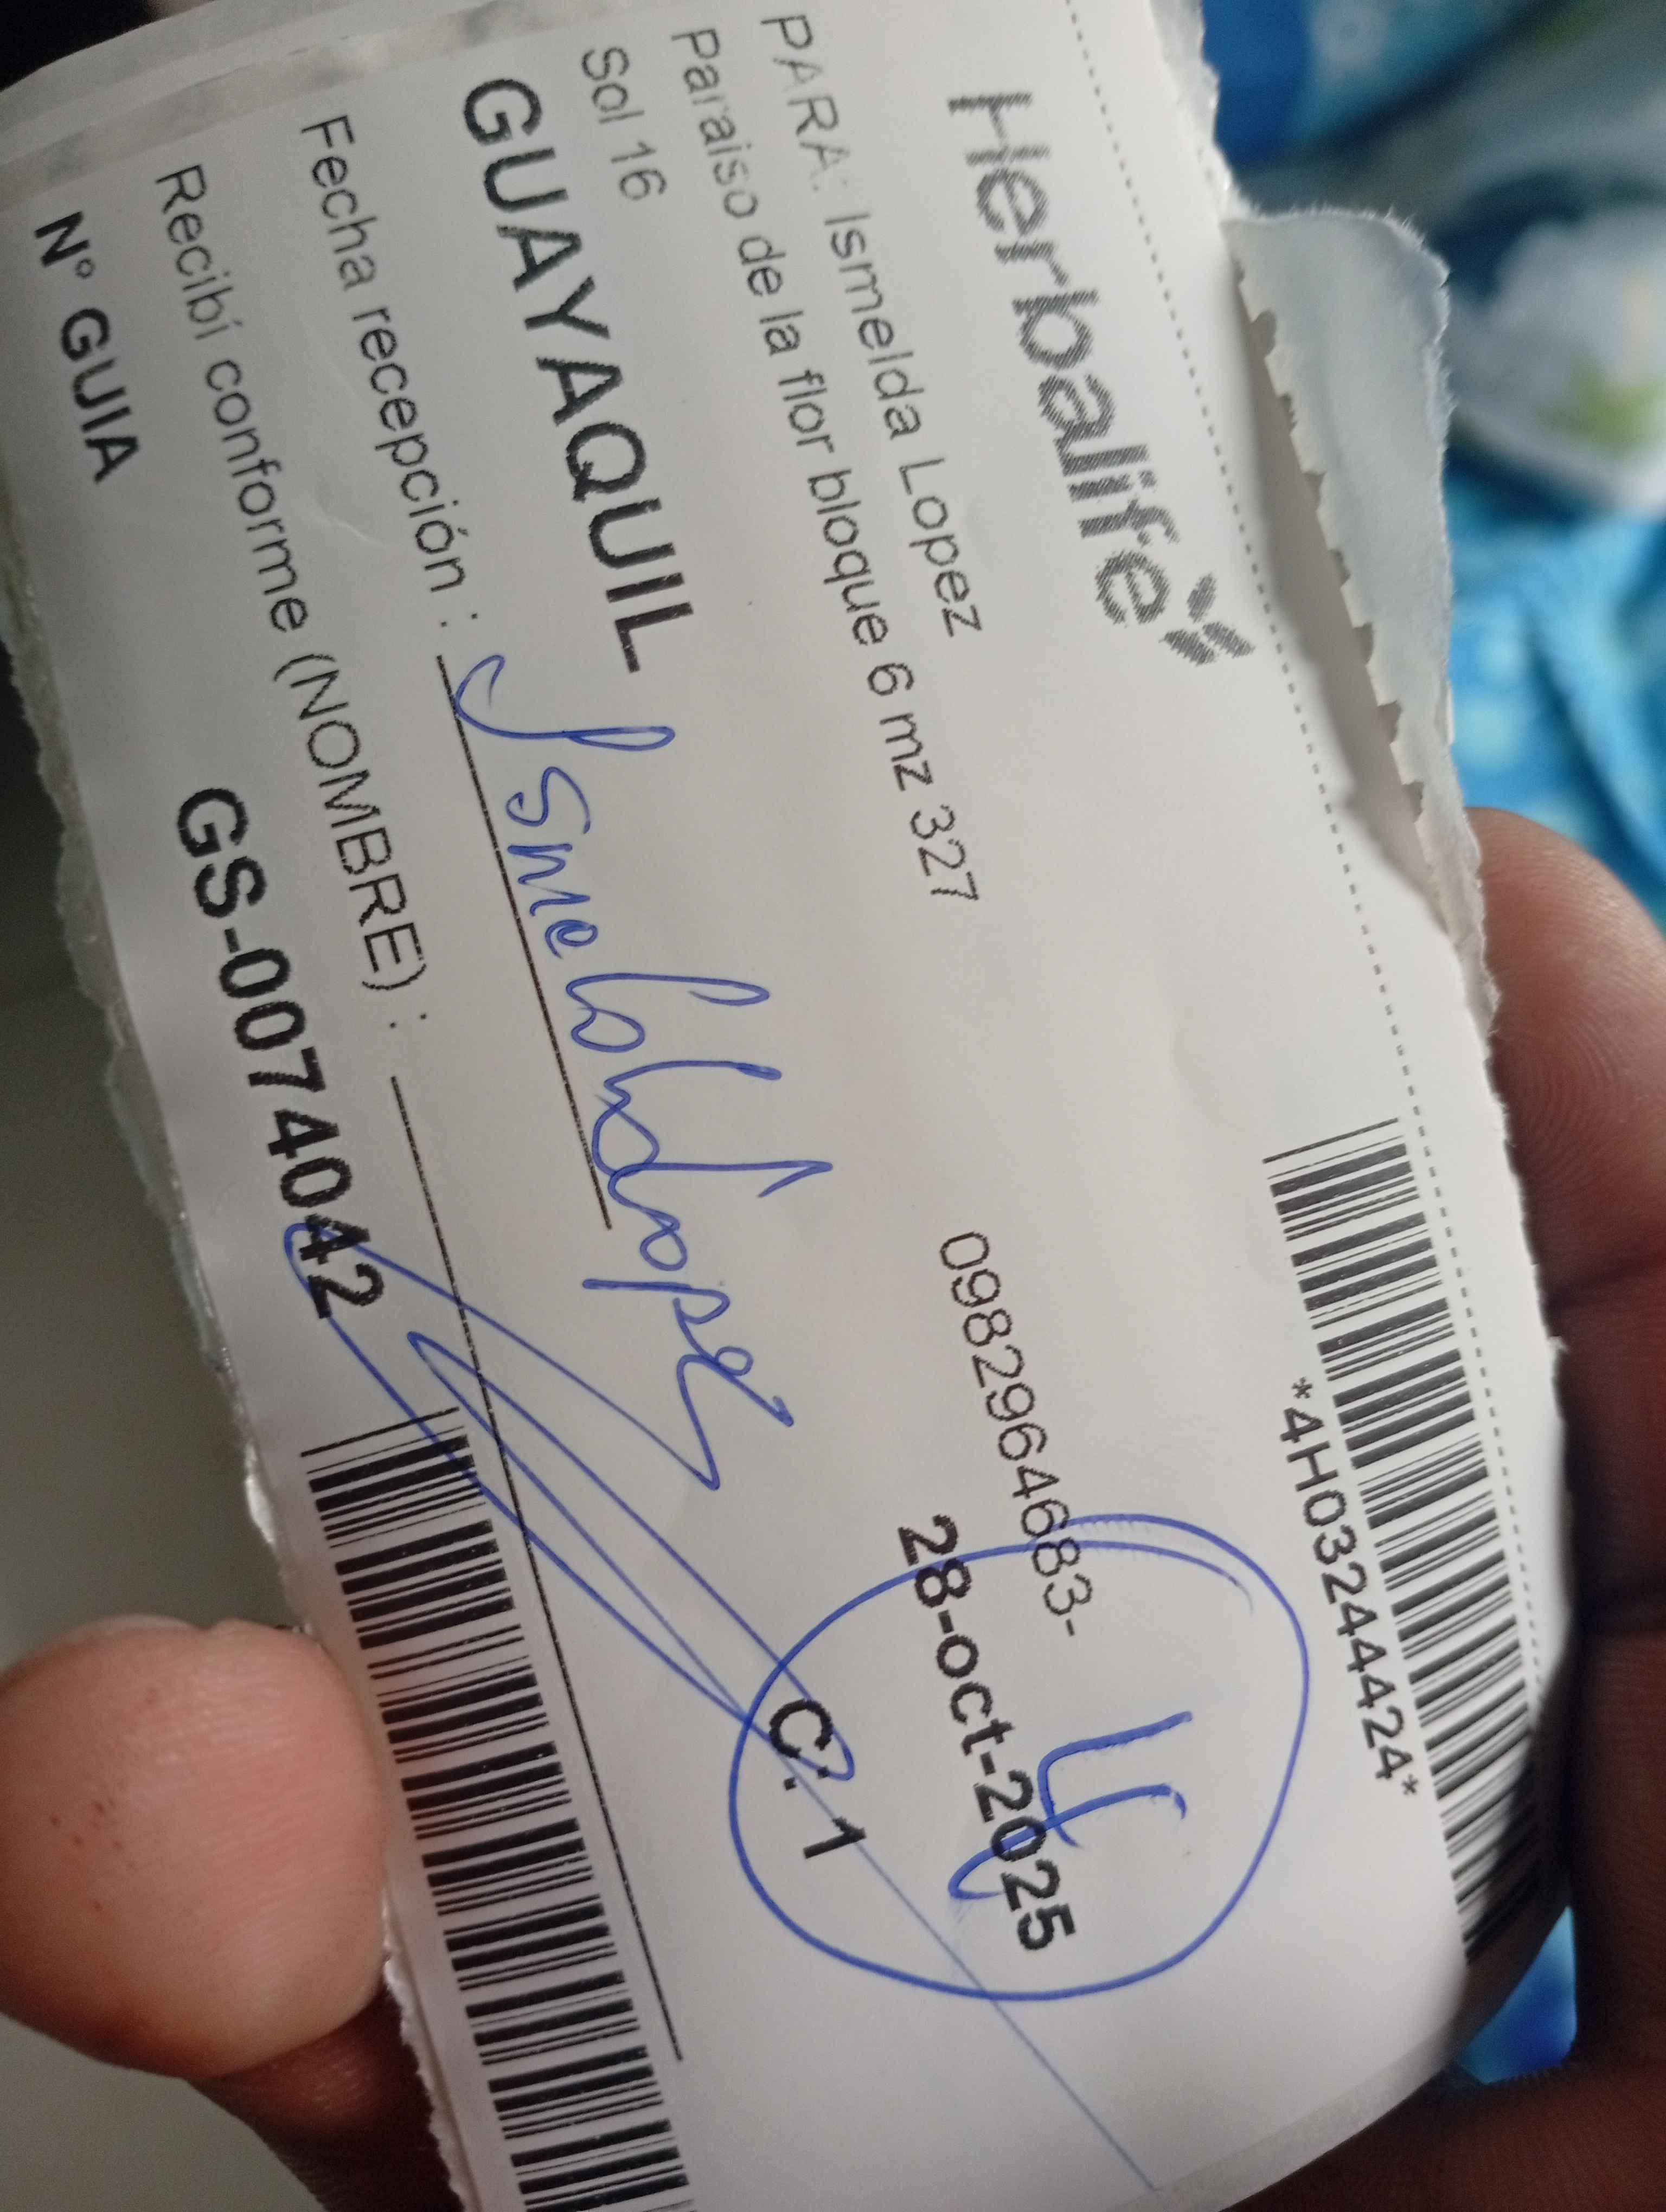 Herbalife
*4H03244424*
PARA: Ismelda Lopez
Paraiso de la flor bloque 6 mz 327
0982964683-
Sol 16
28-oct-2025
GUAYAQUIL
C: 1
Fecha recepción :
Recibí conforme (NOMBRE) :
N° GUIA
GS-0074042